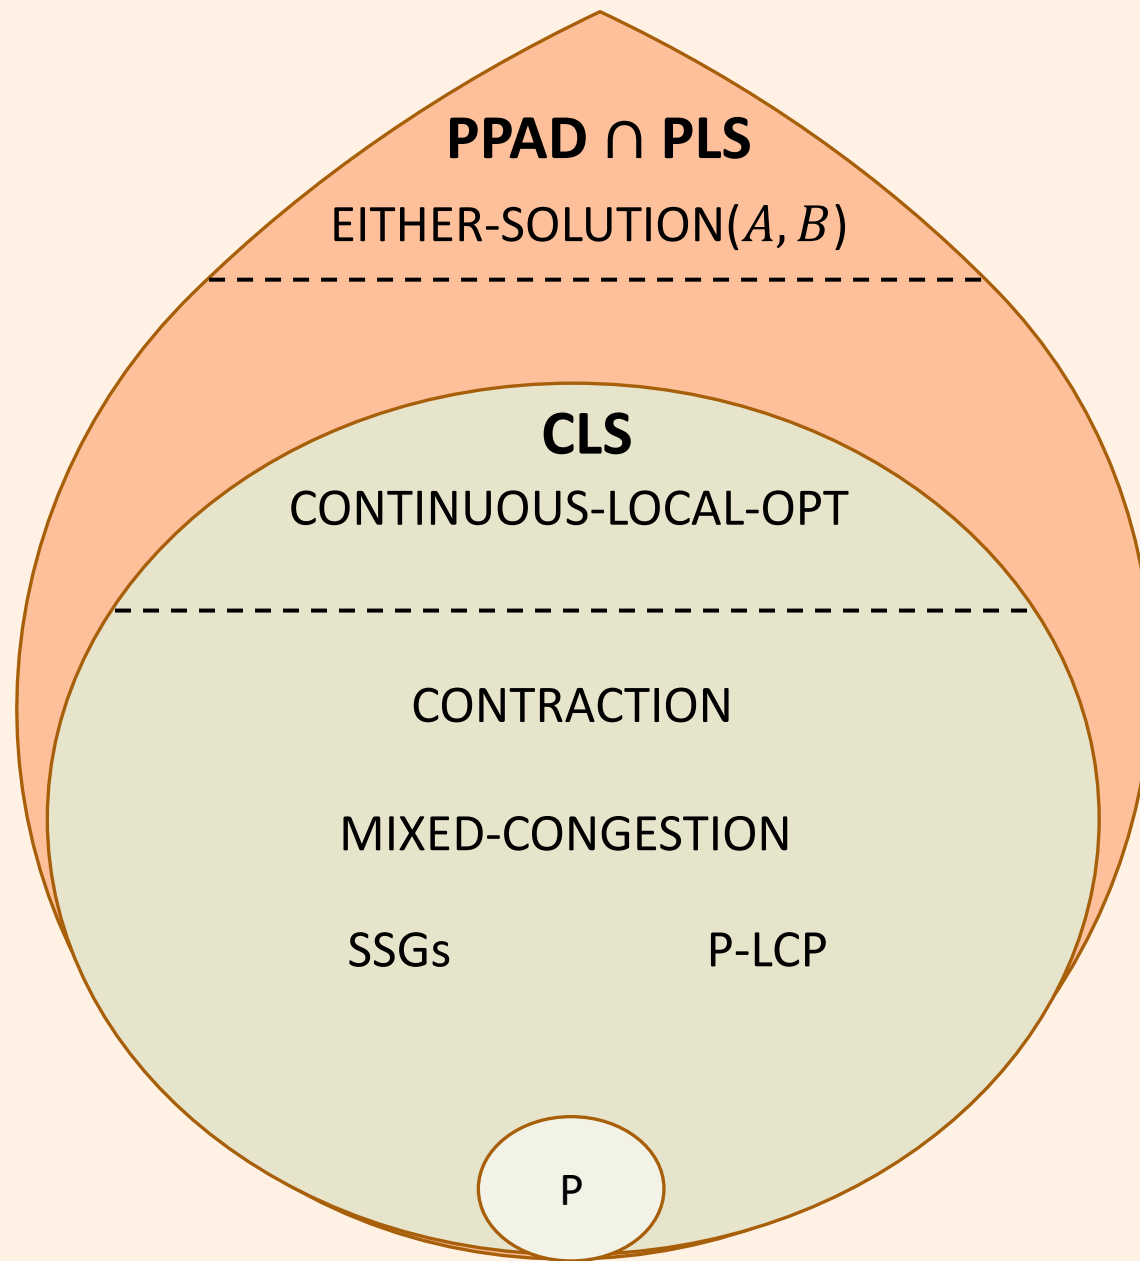 PPAD ∩ PLS
EITHER-SOLUTION(A, B)
CLS
CONTINUOUS-LOCAL-OPT
CONTRACTION
MIXED-CONGESTION
SSGs P-LCP
P